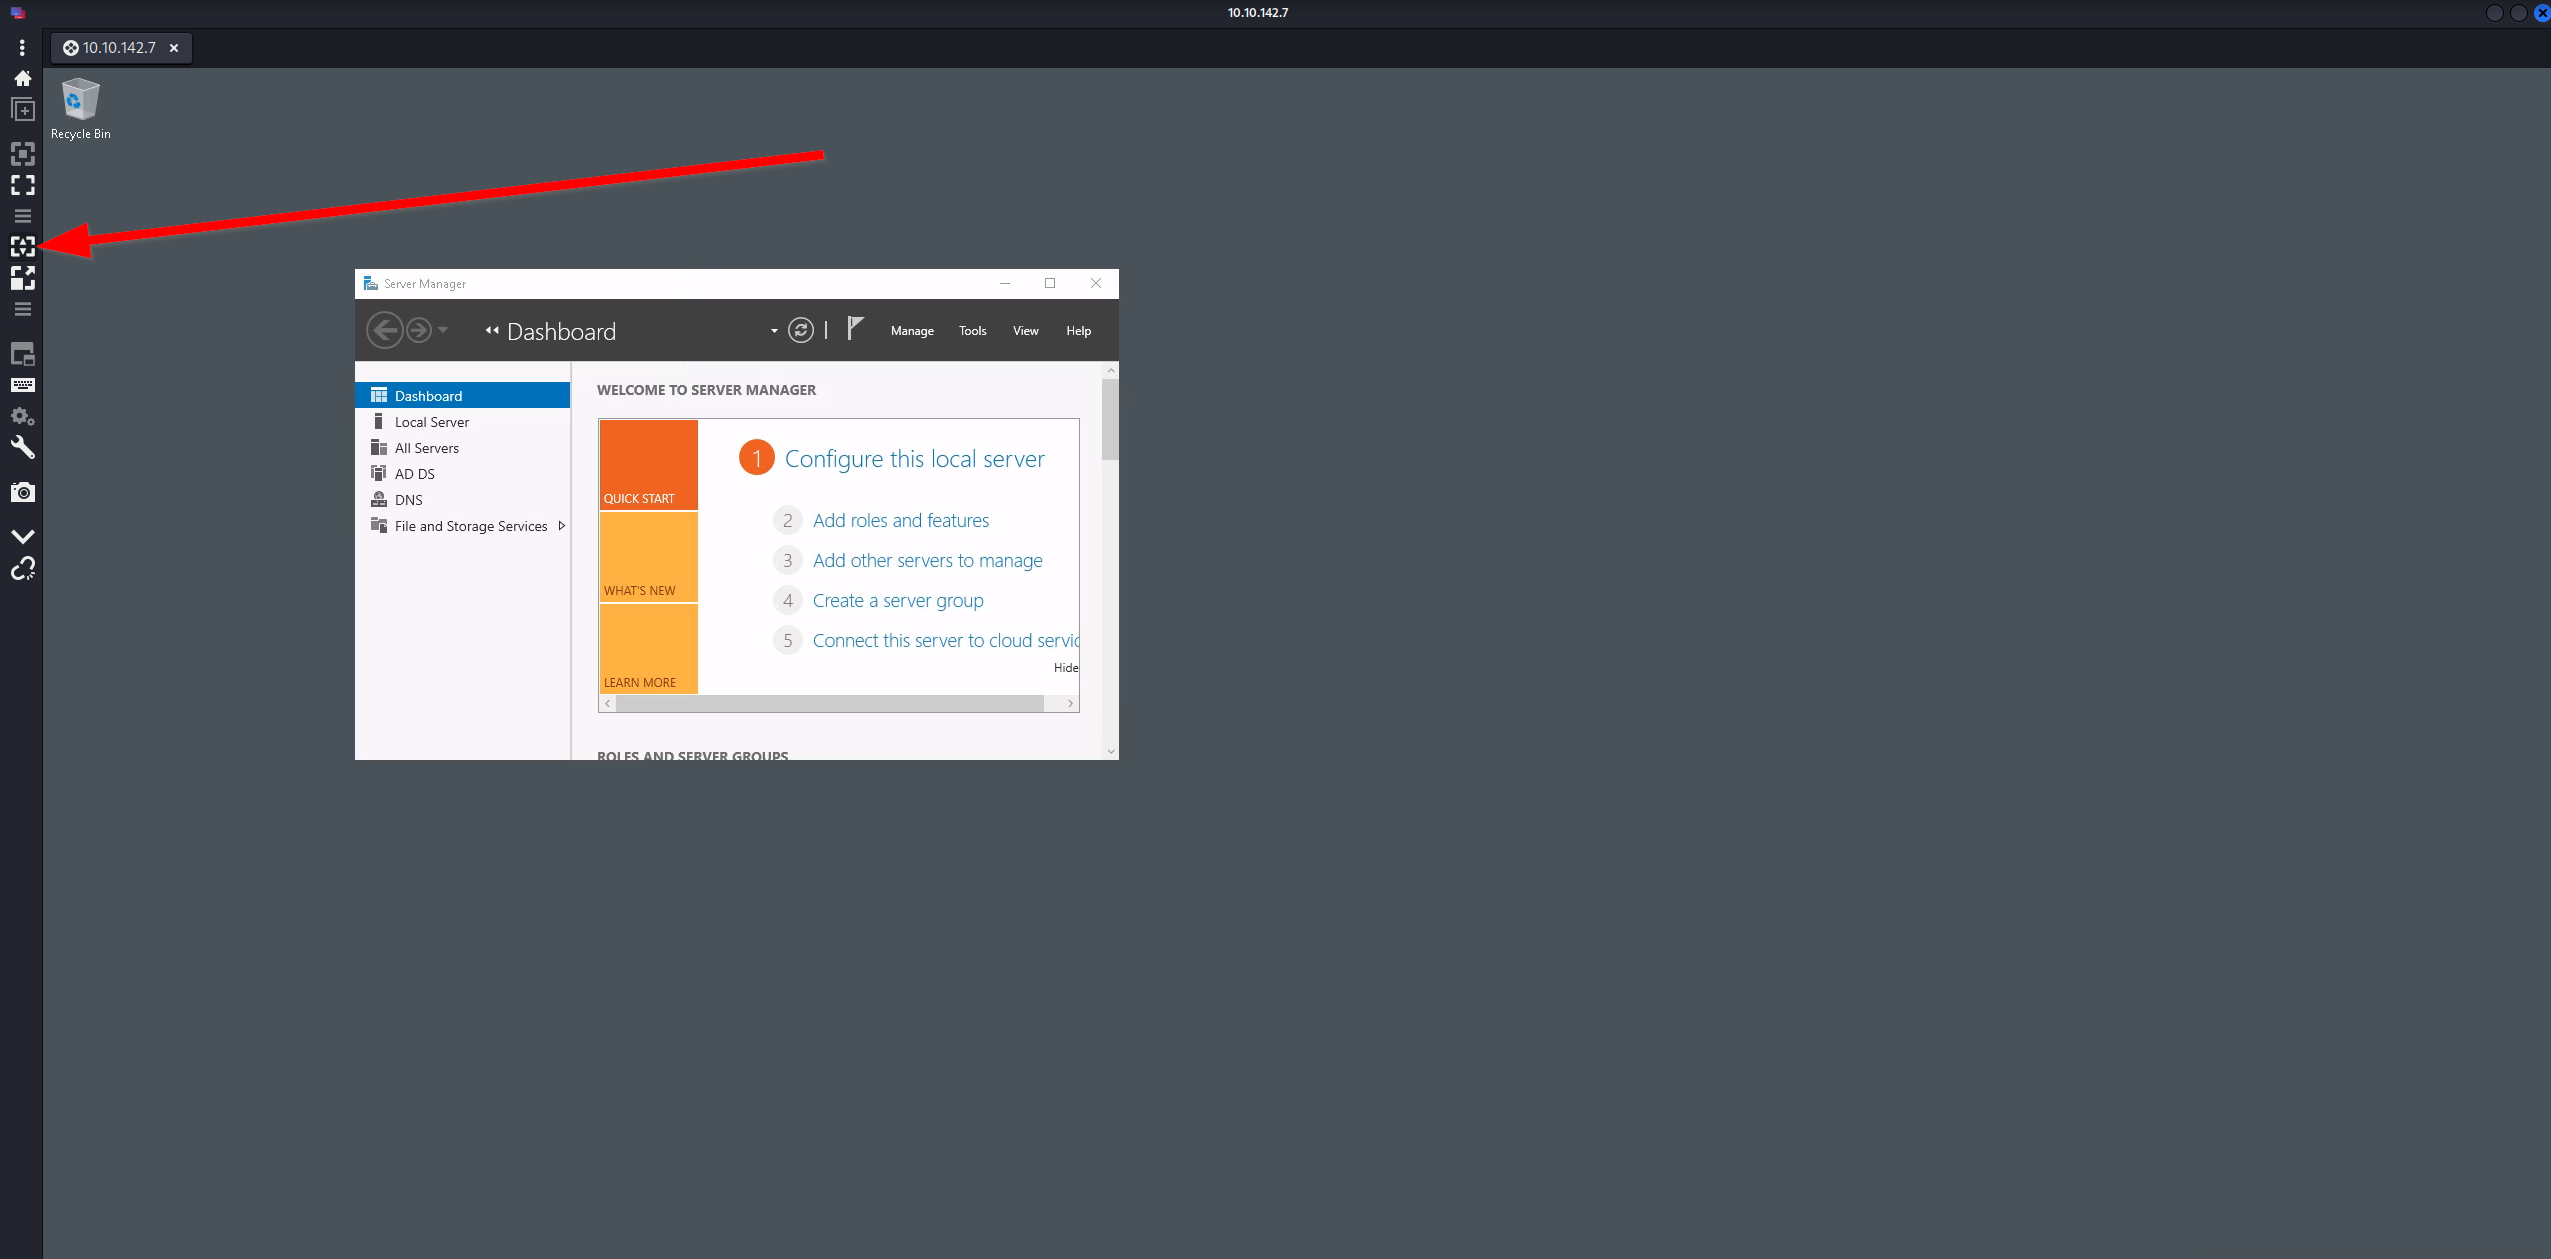 10.10.142.7
10.10.142.7
Recycle Bin
Server Manager
Dashboard
Manage Tools View Help
Dashboard
Local Server
All Servers
AD DS
DNS
File and Storage Services
WELCOME TO SERVER MANAGER
QUICK START
WHAT'S NEW
LEARN MORE
1 Configure this local server
2 Add roles and features
3 Add other servers to manage
4 Create a server group
5 Connect this server to cloud servic
Hide
ROLES AND SERVER GROUPS